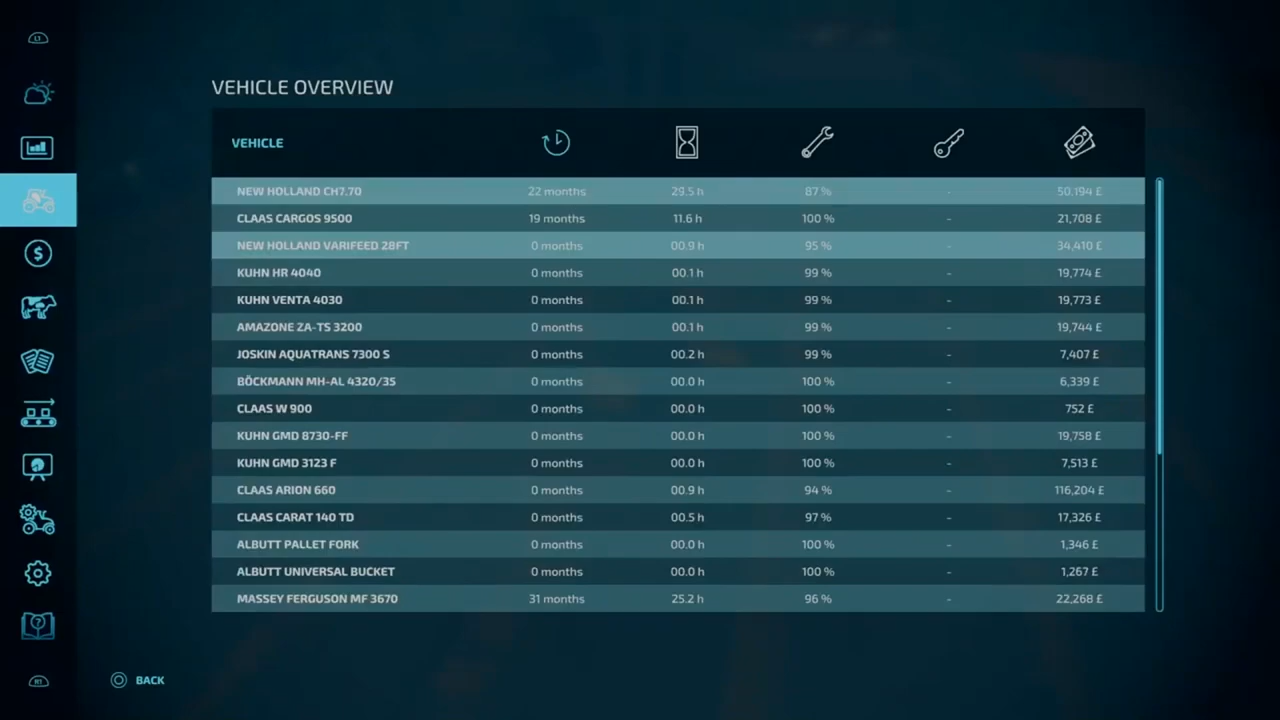 L1
VEHICLE OVERVIEW
VEHICLE
NEW HOLLAND CH7.70 22 months 29.5 h 87 % - 50,194 £
CLAAS CARGOS 9500 19 months 11.6 h 100 % - 21,708 £
NEW HOLLAND VARIFEED 28FT 0 months 00.9 h 95 % - 34,410 £
KUHN HR 4040 0 months 00.1 h 99 % - 19,774 £
KUHN VENTA 4030 0 months 00.1 h 99 % - 19,773 £
AMAZONE ZA-TS 3200 0 months 00.1 h 99 % - 19,744 £
JOSKIN AQUATRANS 7300 S 0 months 00.2 h 99 % - 7,407 £
BÖCKMANN MH-AL 4320/35 0 months 00.0 h 100 % - 6,339 £
CLAAS W 900 0 months 00.0 h 100 % - 752 £
KUHN GMD 8730-FF 0 months 00.0 h 100 % - 19,758 £
KUHN GMD 3123 F 0 months 00.0 h 100 % - 7,513 £
CLAAS ARION 660 0 months 00.9 h 94 % - 116,204 £
CLAAS CARAT 140 TD 0 months 00.5 h 97 % - 17,326 £
ALBUTT PALLET FORK 0 months 00.0 h 100 % - 1,346 £
ALBUTT UNIVERSAL BUCKET 0 months 00.0 h 100 % - 1,267 £
MASSEY FERGUSON MF 3670 31 months 25.2 h 96 % - 22,268 £
R1
BACK